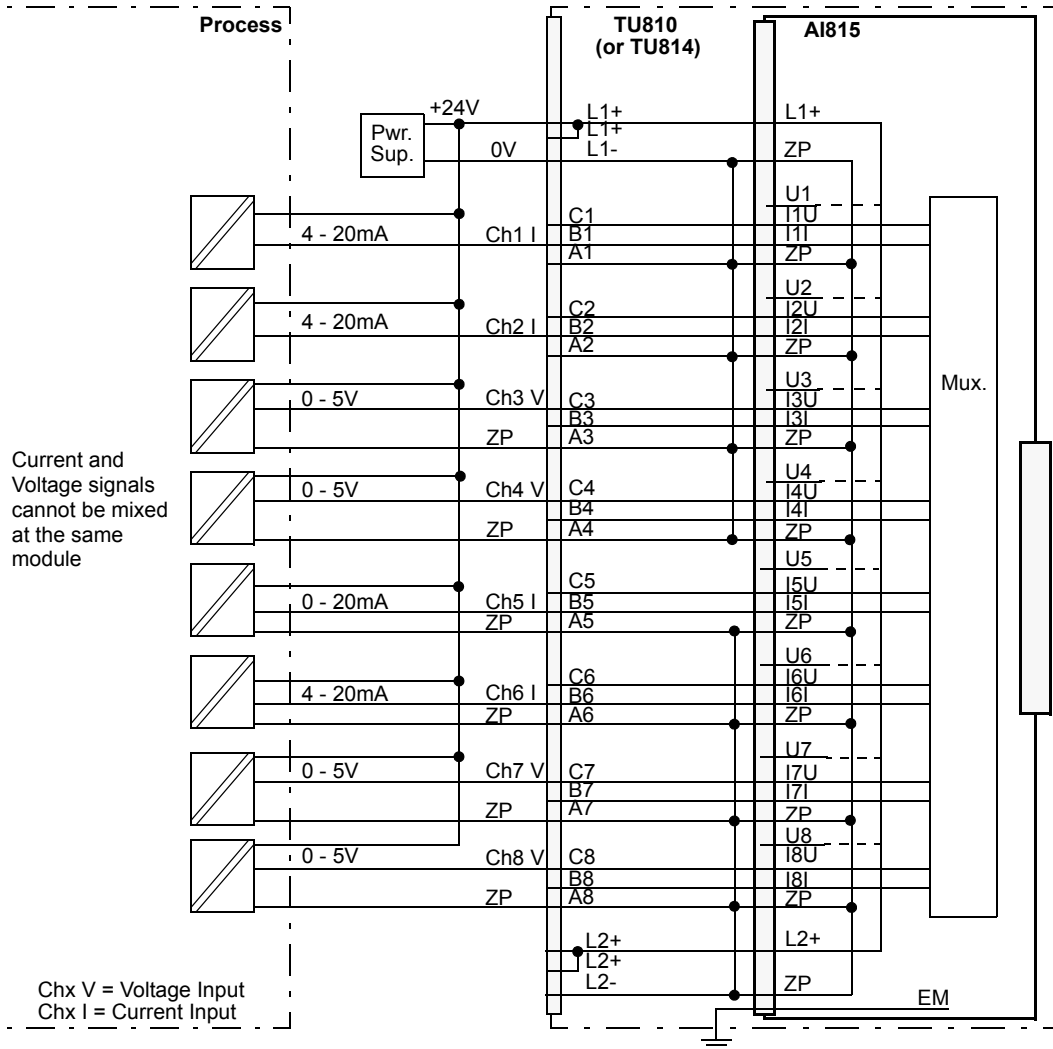 Process
TU810
(or TU814)
AI815
+24V
Pwr.
Sup.
0V
L1+
L1+
L1-
L1+
ZP
4 - 20mA
Ch1 I
C1
B1
A1
U1
I1U
I1I
ZP
4 - 20mA
Ch2 I
C2
B2
A2
U2
I2U
I2I
ZP
Mux.
0 - 5V
Ch3 V
ZP
C3
B3
A3
U3
I3U
I3I
ZP
Current and
Voltage signals
cannot be mixed
at the same
module
0 - 5V
Ch4 V
ZP
C4
B4
A4
U4
I4U
I4I
ZP
0 - 20mA
Ch5 I
ZP
C5
B5
A5
U5
I5U
I5I
ZP
4 - 20mA
Ch6 I
ZP
C6
B6
A6
U6
I6U
I6I
ZP
0 - 5V
Ch7 V
ZP
C7
B7
A7
U7
I7U
I7I
ZP
0 - 5V
Ch8 V
ZP
C8
B8
A8
U8
I8U
I8I
ZP
L2+
L2+
L2-
L2+
ZP
EM
Chx V = Voltage Input
Chx I = Current Input